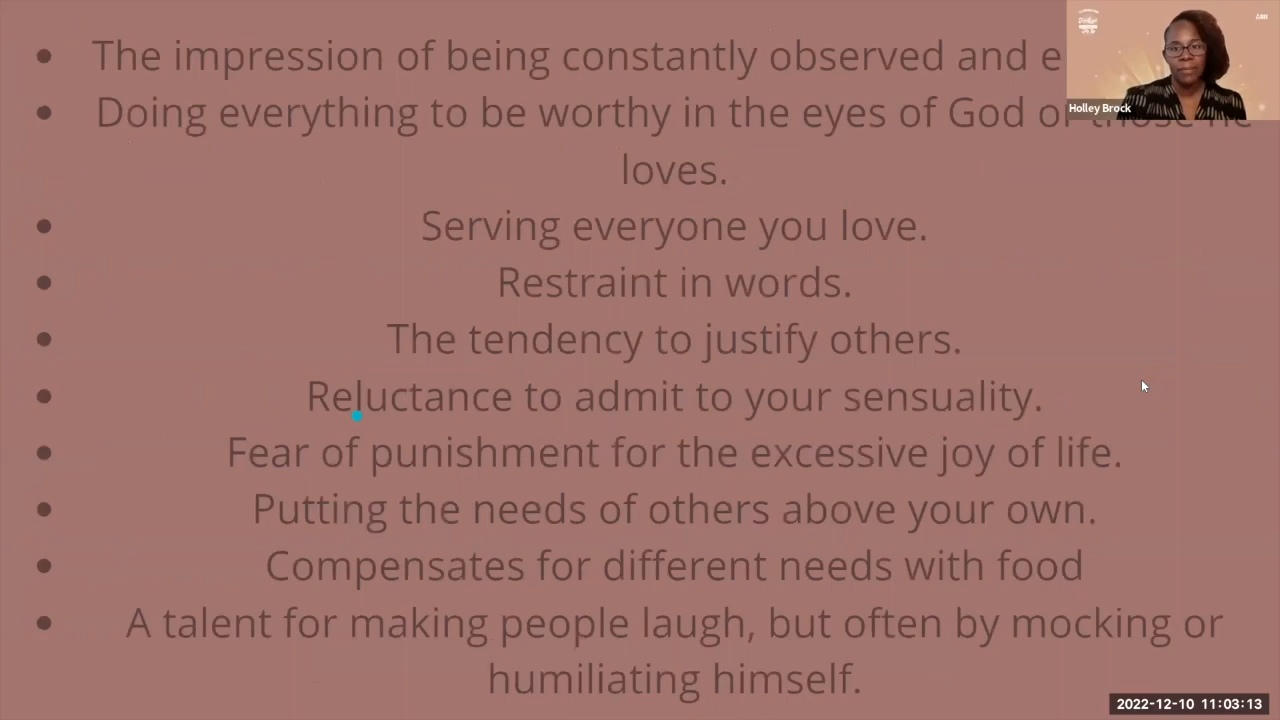 • The impression of being constantly observed and
• Doing everything to be worthy in the eyes of God or those he
loves.
• Serving everyone you love.
• Restraint in words.
• The tendency to justify others.
• Reluctance to admit to your sensuality.
• Fear of punishment for the excessive joy of life.
• Putting the needs of others above your own.
• Compensates for different needs with food
• A talent for making people laugh, but often by mocking or
humiliating himself.
Holley Brock
2022-12-10 11:03:13